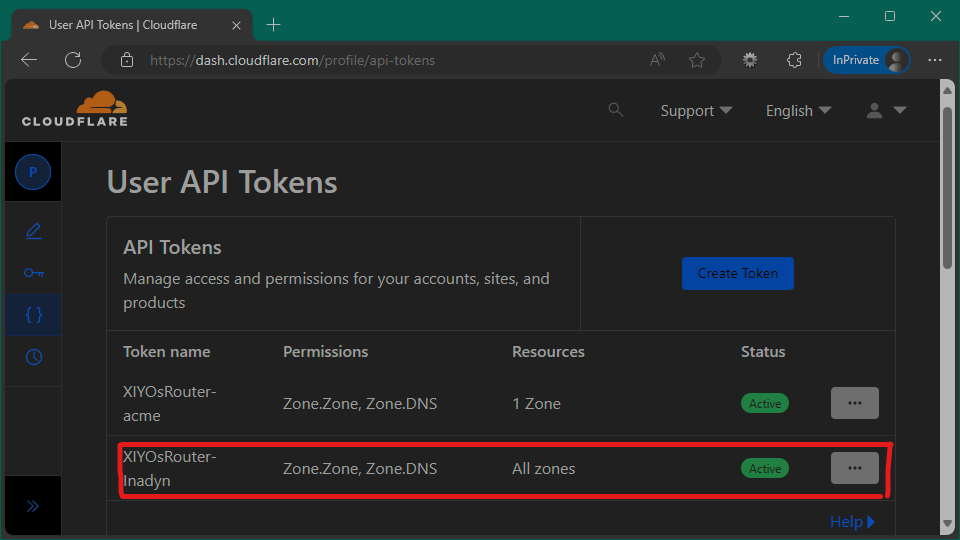 User API Tokens | Cloudflare
https://dash.cloudflare.com/profile/api-tokens
InPrivate
CLOUDFLARE
Support
English
P
User API Tokens
API Tokens
Manage access and permissions for your accounts, sites, and
products
Create Token
Token name Permissions Resources Status
XIYOsRouter-
acme
Zone.Zone, Zone.DNS
1 Zone
Active
XIYOsRouter-
Inadyn
Zone.Zone, Zone.DNS
All zones
Active
Help